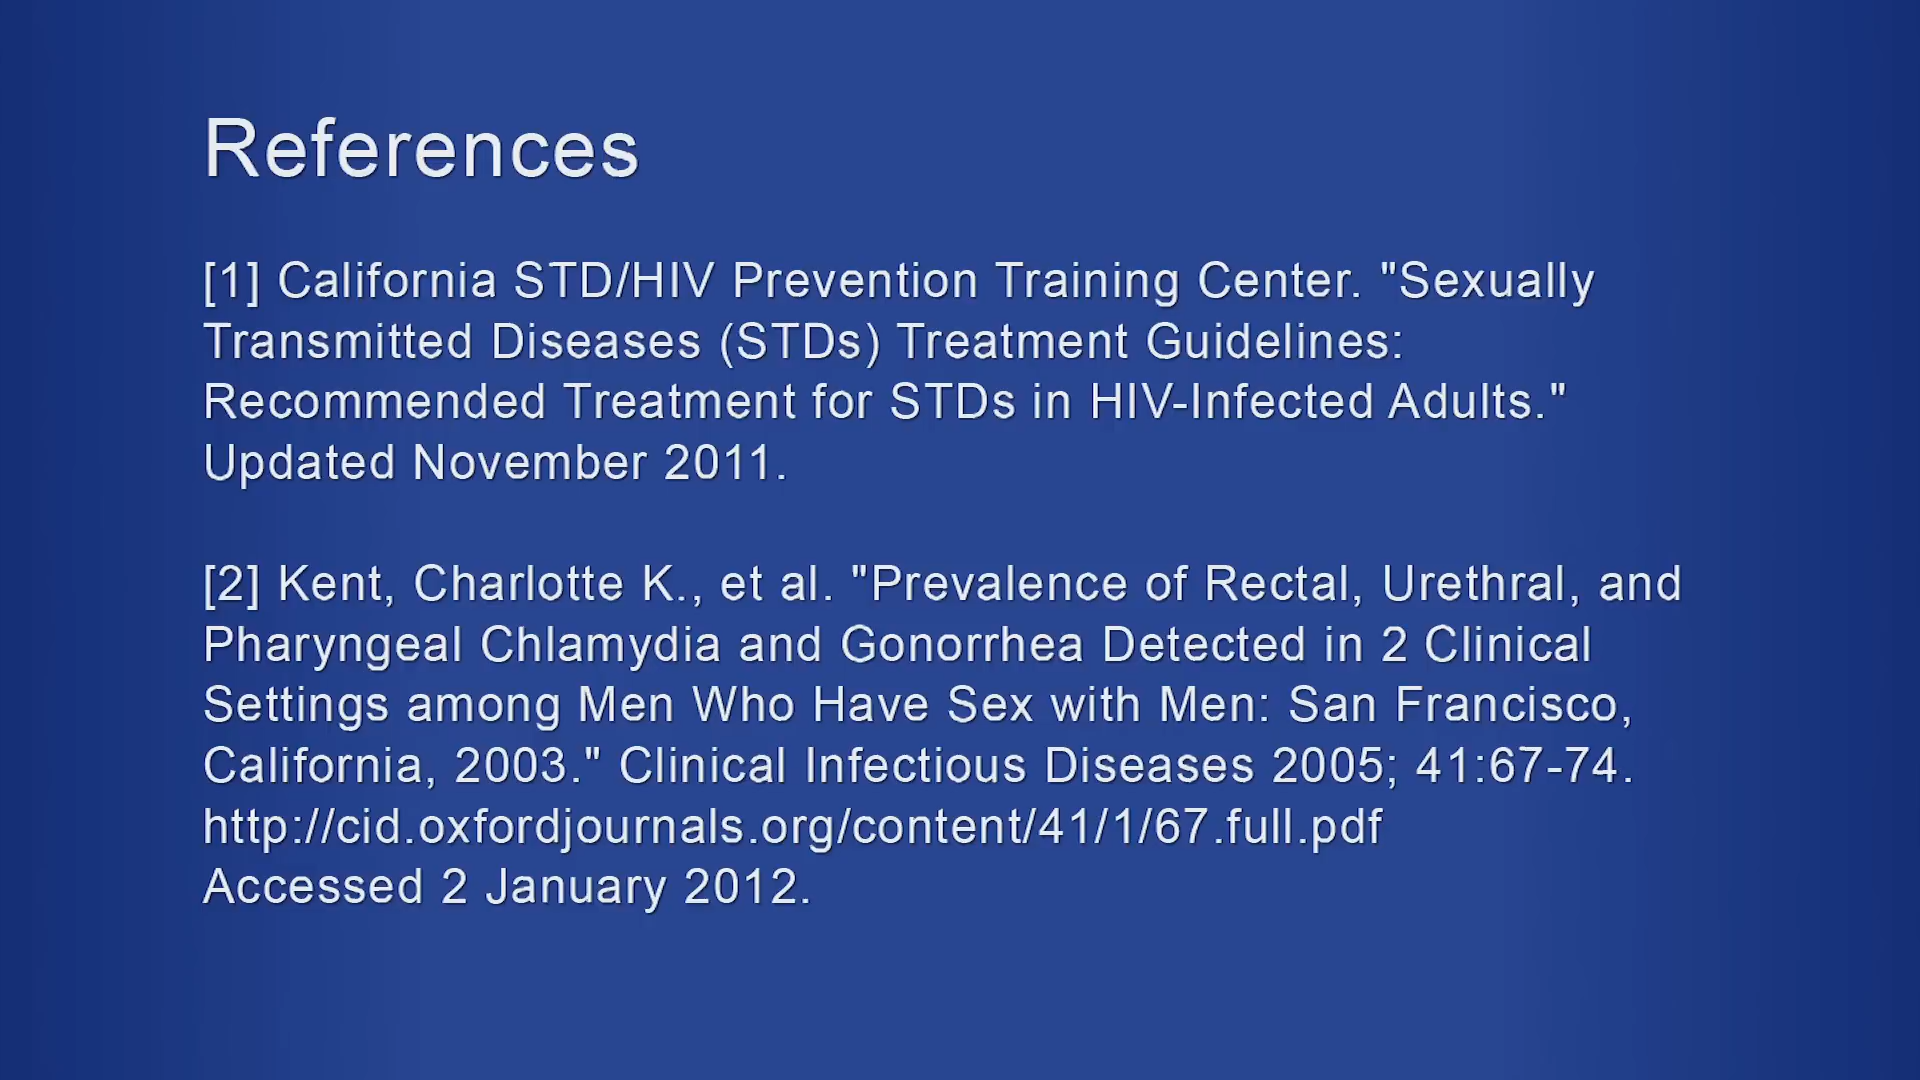 References
[1] California STD/HIV Prevention Training Center. "Sexually
Transmitted Diseases (STDs) Treatment Guidelines:
Recommended Treatment for STDs in HIV-Infected Adults."
Updated November 2011.
[2] Kent, Charlotte K., et al. "Prevalence of Rectal, Urethral, and
Pharyngeal Chlamydia and Gonorrhea Detected in 2 Clinical
Settings among Men Who Have Sex with Men: San Francisco,
California, 2003." Clinical Infectious Diseases 2005; 41:67-74.
http://cid.oxfordjournals.org/content/41/1/67.full.pdf
Accessed 2 January 2012.